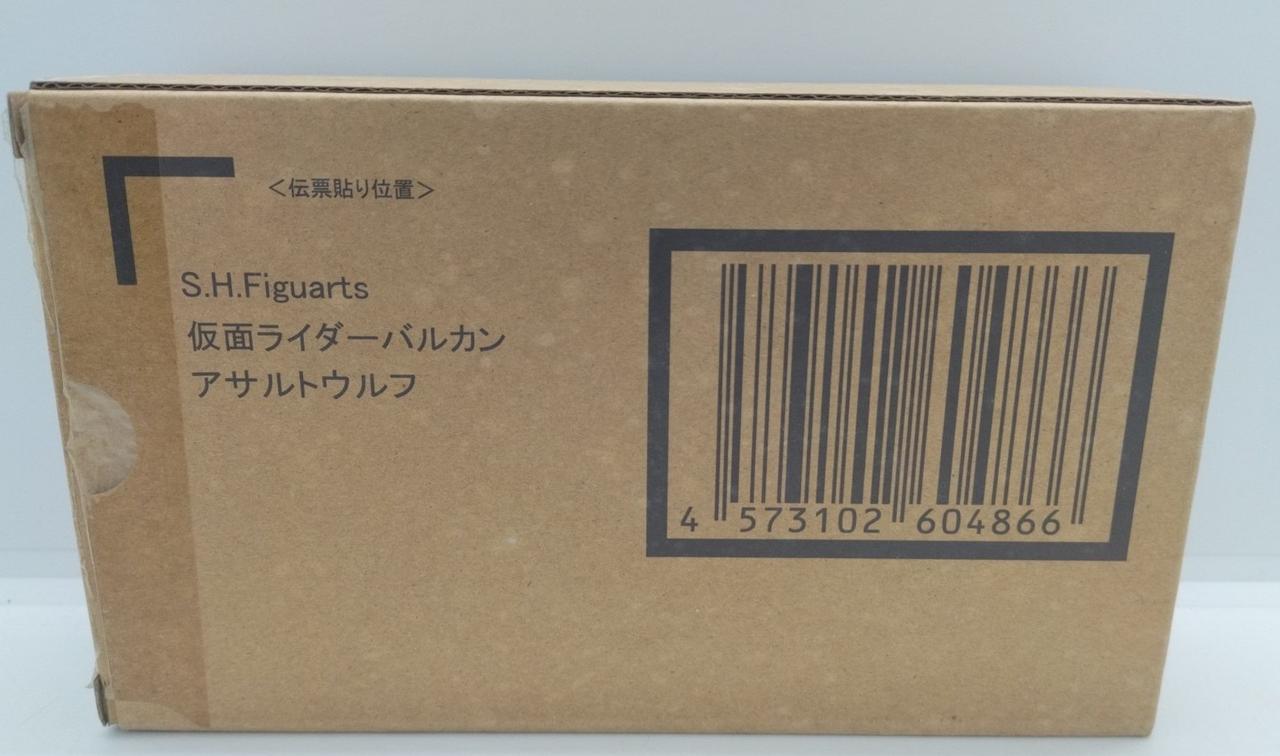 ＜伝票貼り位置＞
S.H.Figuarts
仮面ライダーバルカン
アサルトウルフ
4 573102 604866